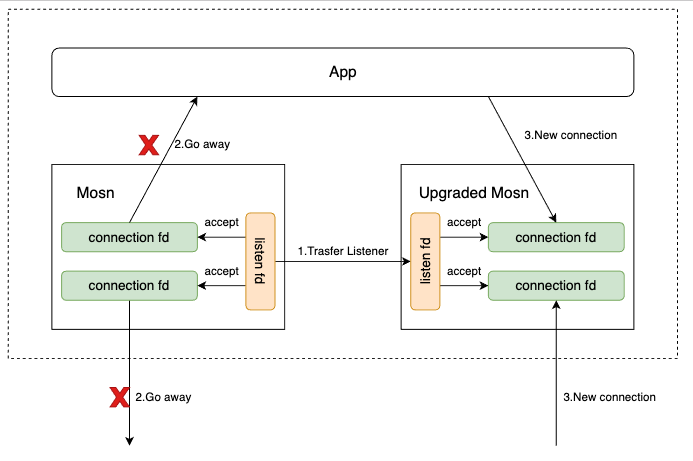 App
2.Go away
3.New connection
Mosn
Upgraded Mosn
connection fd
accept
listen fd
1.Trasfer Listener
listen fd
accept
connection fd
connection fd
accept
accept
connection fd
2.Go away
3.New connection